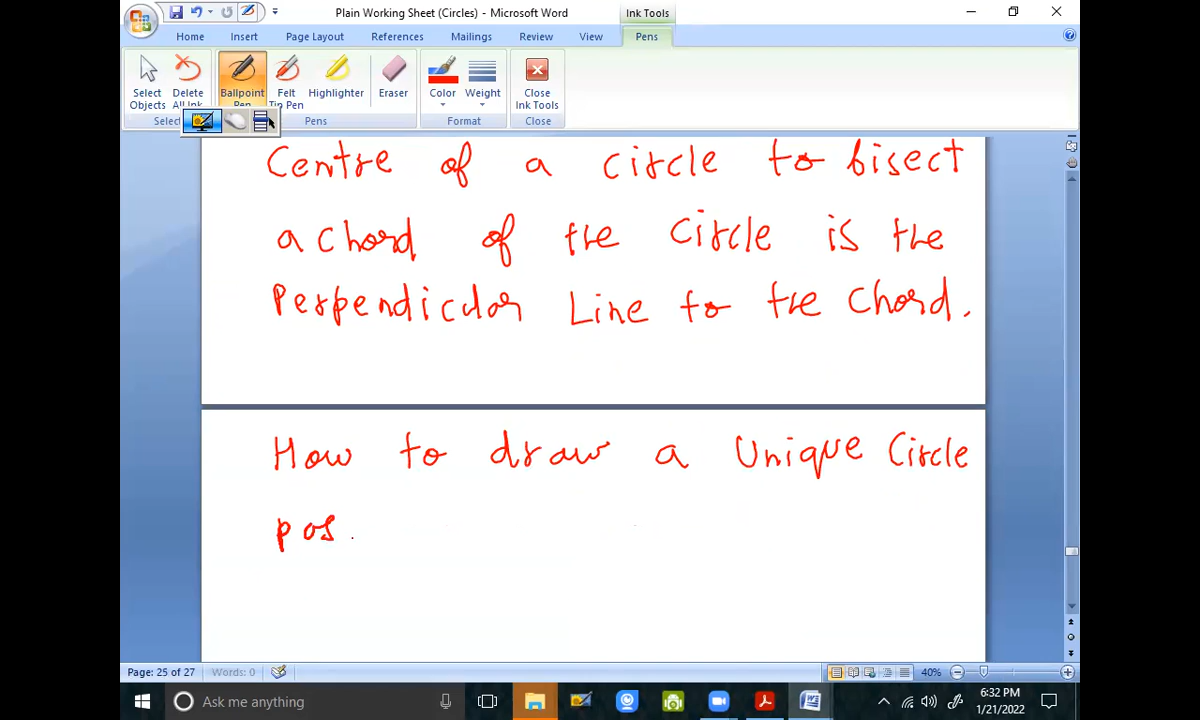 Plain Working Sheet (Circles) - Microsoft Word
Ink Tools
Home Insert Page Layout References Mailings Review View Pens
Select Objects
Delete All Ink
Ballpoint Pen
Felt Tip Pen
Highlighter
Eraser
Color
Weight
Close Ink Tools
Select Pens Format Close
Centre of a circle to bisect
a chord of the Circle is the
Perpendicular Line to the Chord.
How to draw a Unique Circle
pos.
Page: 25 of 27 Words: 0 40%
Ask me anything
6:32 PM
1/21/2022